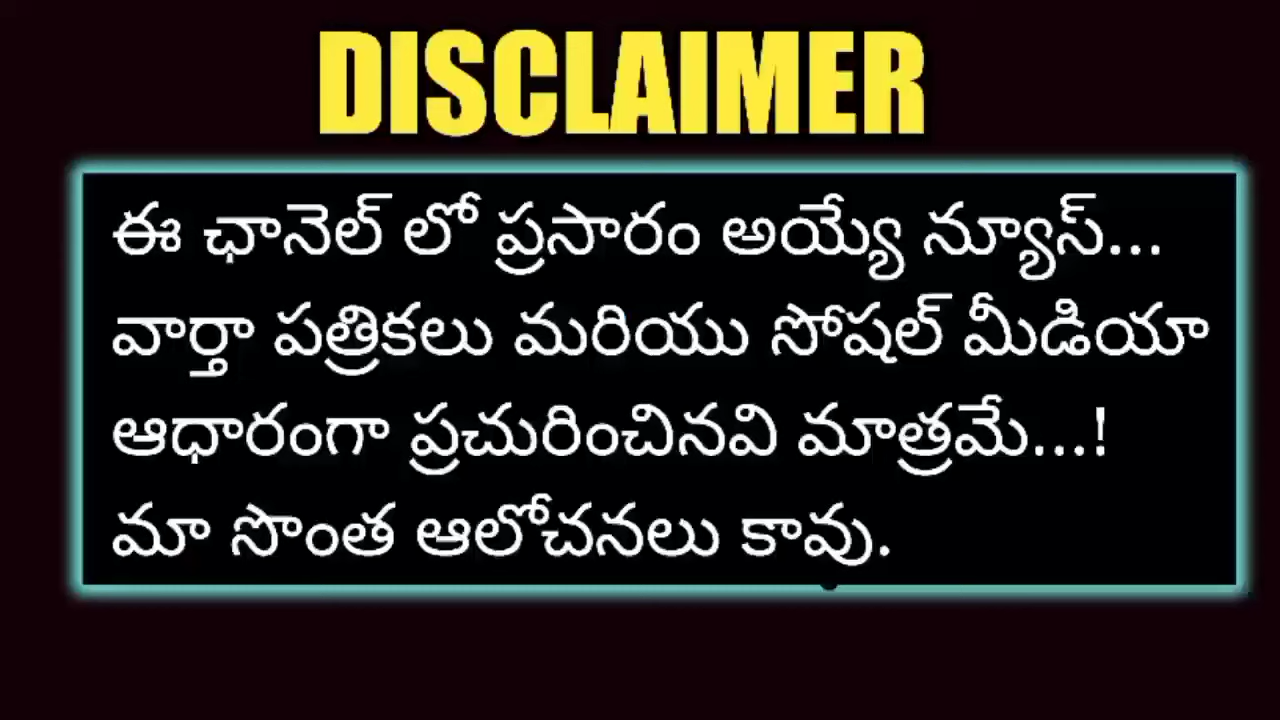 DISCLAIMER
ఈ ఛానెల్ లో ప్రసారం అయ్యే న్యూస్...
వార్తా పత్రికలు మరియు సోషల్ మీడియా
ఆధారంగా ప్రచురించినవి మాత్రమే...!
మా సొంత ఆలోచనలు కావు.